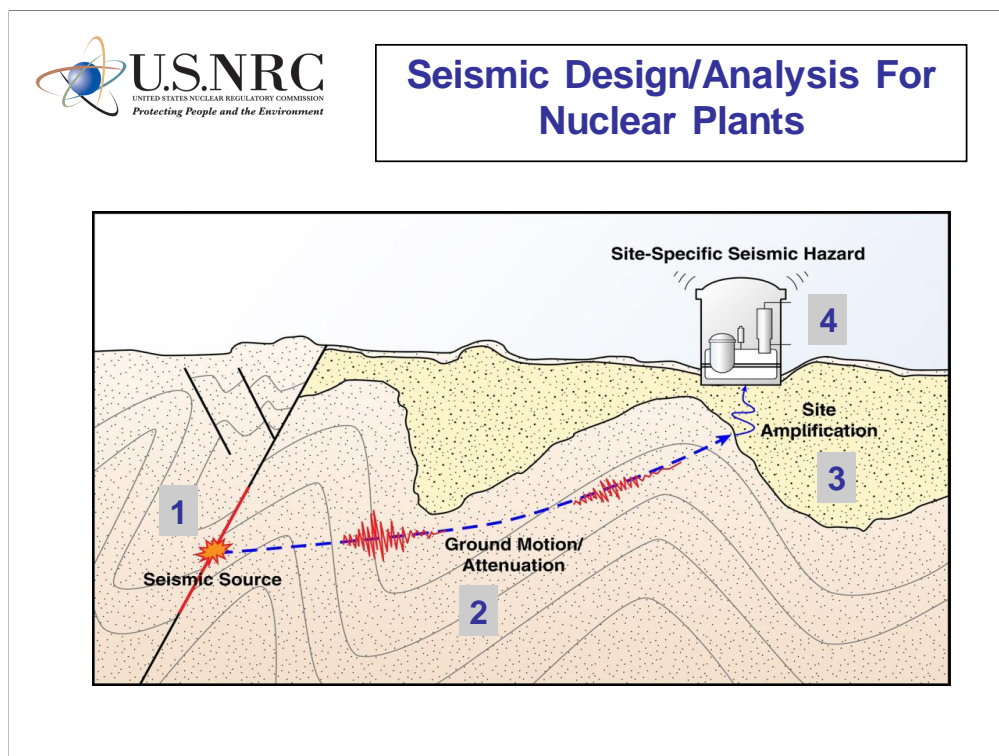 U.S.NRC
UNITED STATES NUCLEAR REGULATORY COMMISSION
Protecting People and the Environment
Seismic Design/Analysis For
Nuclear Plants
Site-Specific Seismic Hazard
4
Site
Amplification
3
1
Seismic Source
Ground Motion/
Attenuation
2